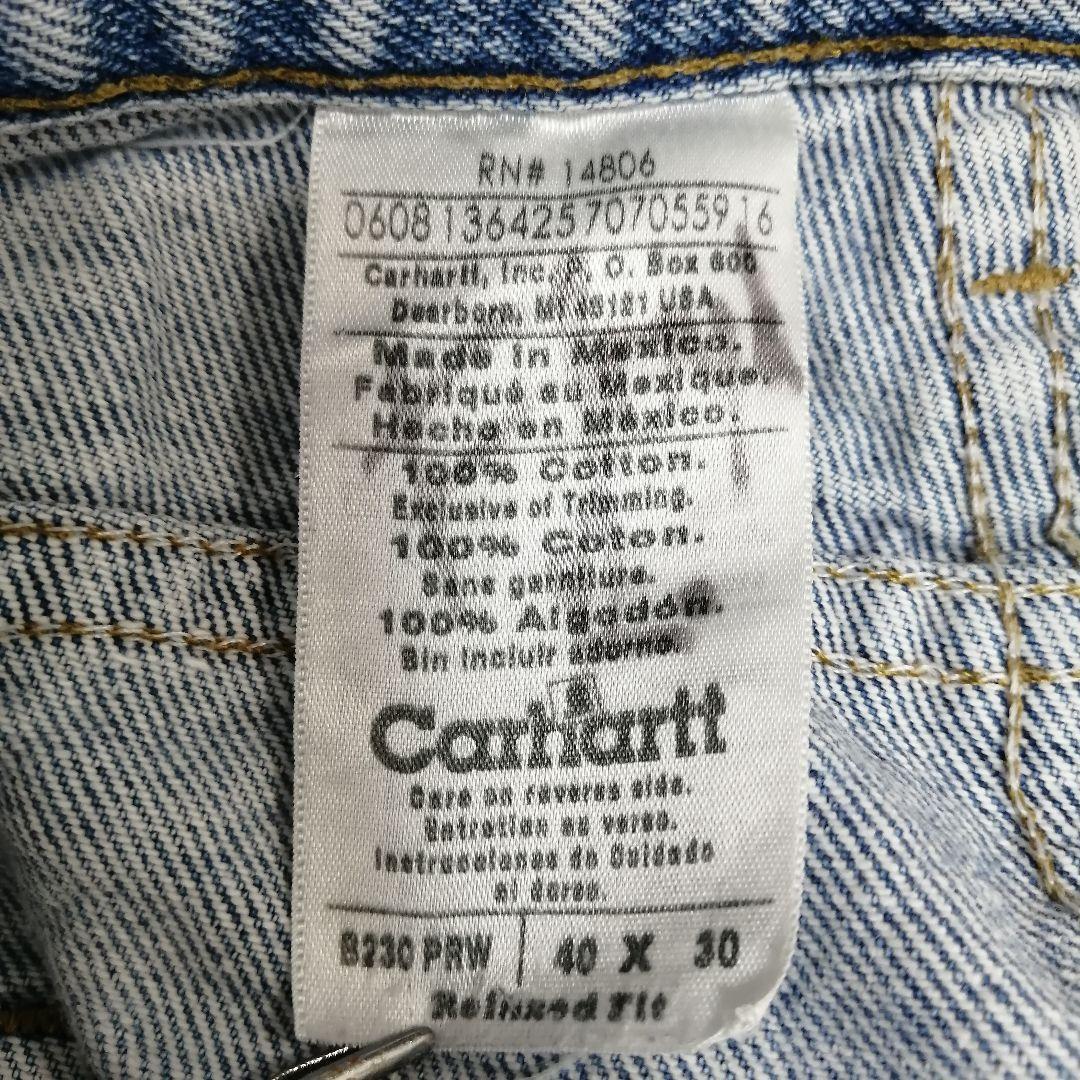 RN# 14806
06081364257070559 16
Carhartt, Inc. P. O. Box 600
Dearborn, MI 48121 USA
Made in Mexico.
Fabriqué au Mexique.
Hecho en México.
100% Cotton.
Exclusive of Trimming.
100% Coton.
Sans garniture.
100% Algodón.
Sin incluir adorno.
Carhartt
Care on reverse side.
Entretien au verso.
Instrucciones de Cuidado
al dorso.
B230 PRW 40 X 30
Relaxed Fit